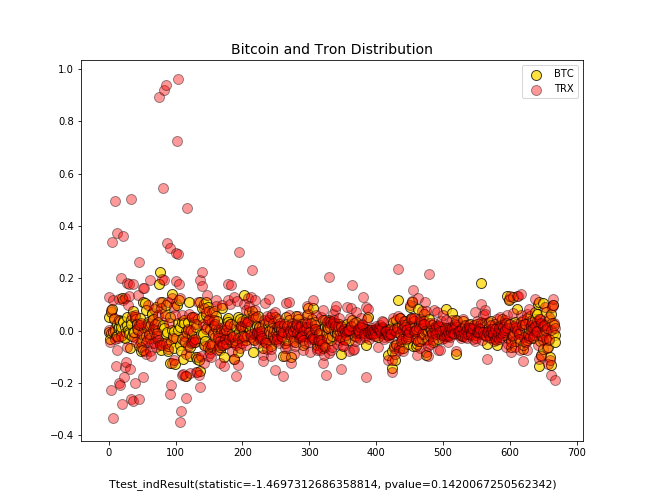 Bitcoin and Tron Distribution
BTC
TRX
1.0
0.8
0.6
0.4
0.2
0.0
−0.2
−0.4
0 100 200 300 400 500 600 700
Ttest_indResult(statistic=-1.4697312686358814, pvalue=0.1420067250562342)